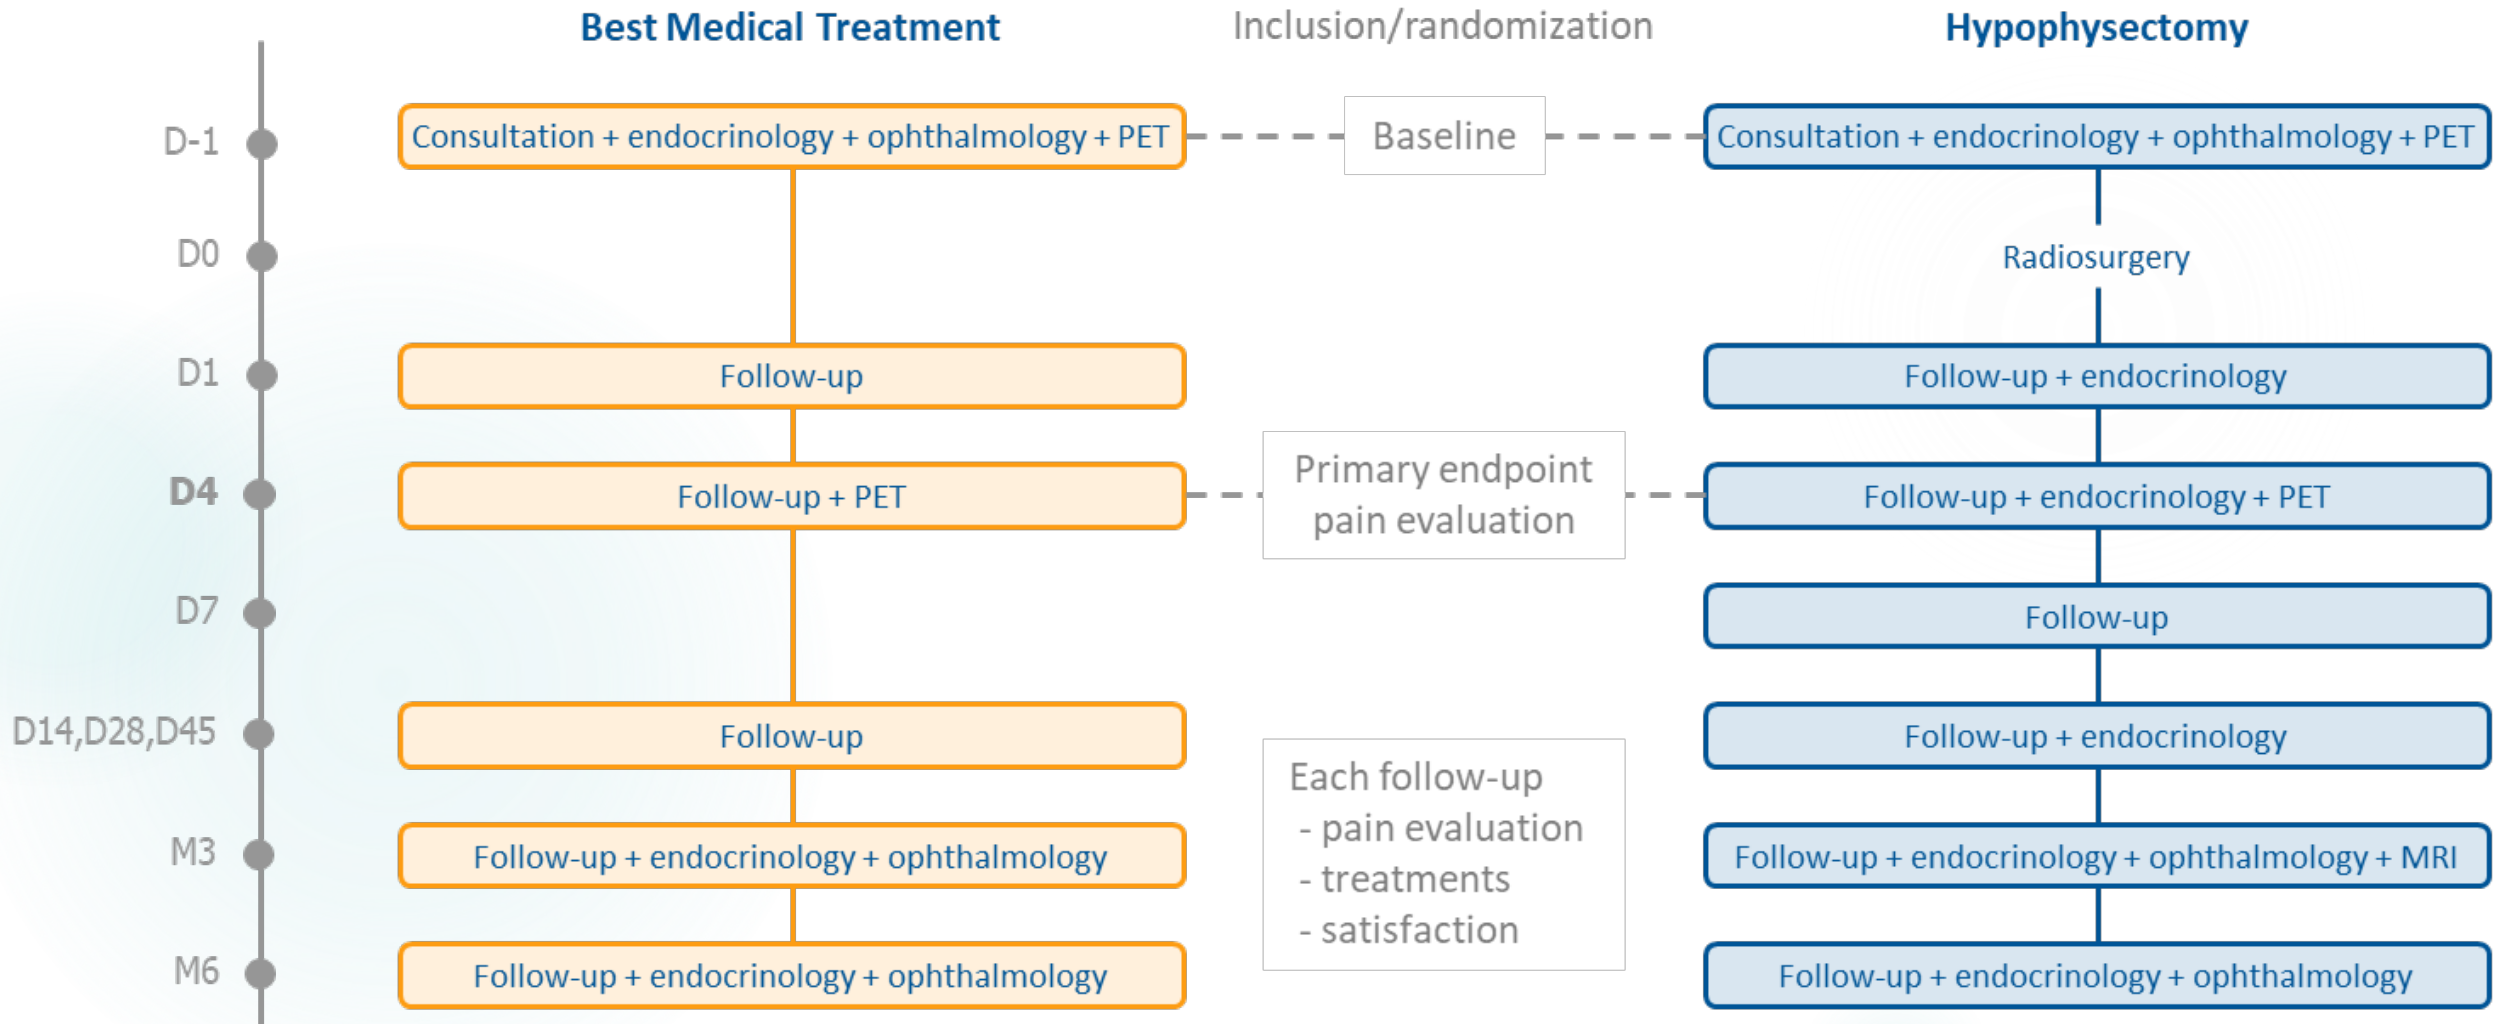 Best Medical Treatment
Inclusion/randomization
Hypophysectomy
D-1
Consultation + endocrinology + ophthalmology + PET
Baseline
Consultation + endocrinology + ophthalmology + PET
D0
Radiosurgery
D1
Follow-up
Follow-up + endocrinology
D4
Follow-up + PET
Primary endpoint
pain evaluation
Follow-up + endocrinology + PET
D7
Follow-up
D14,D28,D45
Follow-up
Follow-up + endocrinology
Each follow-up
- pain evaluation
- treatments
- satisfaction
M3
Follow-up + endocrinology + ophthalmology
Follow-up + endocrinology + ophthalmology + MRI
M6
Follow-up + endocrinology + ophthalmology
Follow-up + endocrinology + ophthalmology